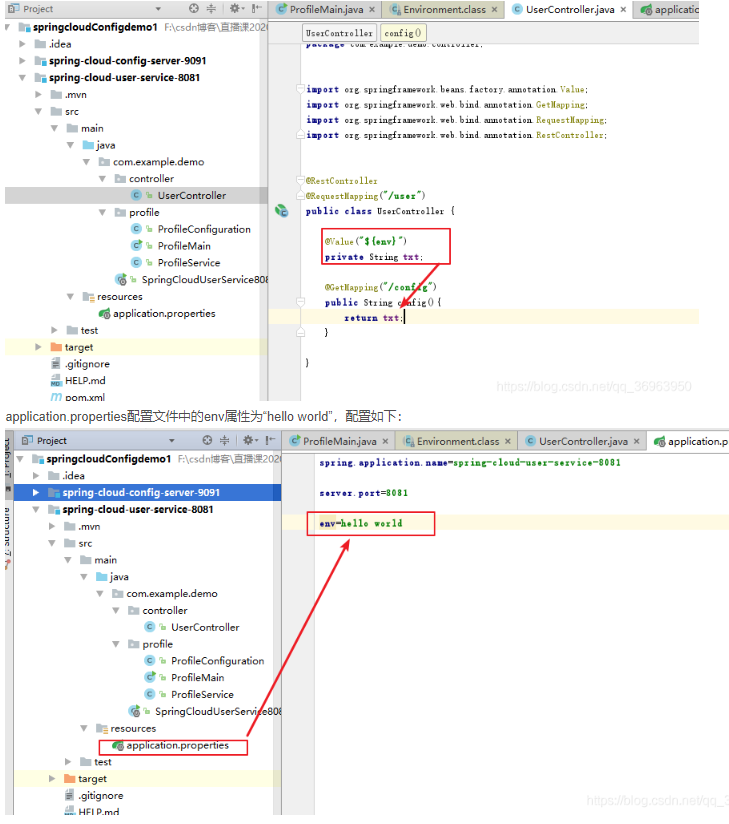 Project
ProfileMain.java
Environment.class
UserController.java
application
springcloudConfigdemo1 F:\csdn博客\直播课202
.idea
spring-cloud-config-server-9091
spring-cloud-user-service-8081
.mvn
src
main
java
com.example.demo
controller
UserController
profile
ProfileConfiguration
ProfileMain
ProfileService
SpringCloudUserService808
resources
application.properties
test
target
.gitignore
HELP.md
pom.xml
UserController
config()
package com.example.demo.controller;
import org.springframework.beans.factory.annotation.Value;
import org.springframework.web.bind.annotation.GetMapping;
import org.springframework.web.bind.annotation.RequestMapping;
import org.springframework.web.bind.annotation.RestController;
@RestController
@RequestMapping("/user")
public class UserController {
@Value("${env}")
private String txt;
@GetMapping("/config")
public String config(){
return txt;
}
}
https://blog.csdn.net/qq_36963950
application.properties配置文件中的env属性为“hello world”，配置如下：
Project
ProfileMain.java
Environment.class
UserController.java
application.p
springcloudConfigdemo1 F:\csdn博客\直播课202
.idea
spring-cloud-config-server-9091
spring-cloud-user-service-8081
.mvn
src
main
java
com.example.demo
controller
UserController
profile
ProfileConfiguration
ProfileMain
ProfileService
SpringCloudUserService808
resources
application.properties
test
target
.gitignore
HELP.md
spring.application.name=spring-cloud-user-service-8081
server.port=8081
env=hello world
https://blog.csdn.net/qq_3